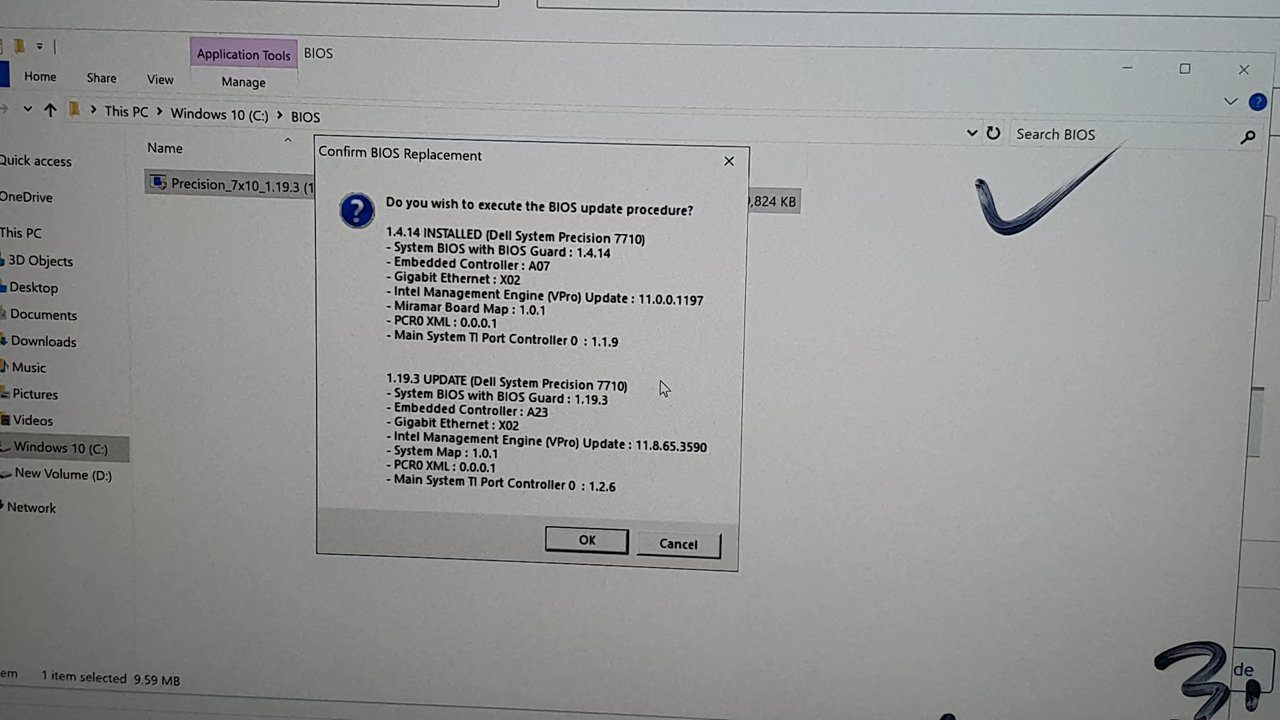 Application Tools BIOS
Home Share View Manage
This PC > Windows 10 (C:) > BIOS
Search BIOS
Name
Quick access
OneDrive
This PC
3D Objects
Desktop
Documents
Downloads
Music
Pictures
Videos
Windows 10 (C:)
New Volume (D:)
Network
Precision_7x10_1.19.3 (1
,824 KB
Confirm BIOS Replacement
Do you wish to execute the BIOS update procedure?
1.4.14 INSTALLED (Dell System Precision 7710)
- System BIOS with BIOS Guard : 1.4.14
- Embedded Controller : A07
- Gigabit Ethernet : X02
- Intel Management Engine (VPro) Update : 11.0.0.1197
- Miramar Board Map : 1.0.1
- PCR0 XML : 0.0.0.1
- Main System TI Port Controller 0 : 1.1.9
1.19.3 UPDATE (Dell System Precision 7710)
- System BIOS with BIOS Guard : 1.19.3
- Embedded Controller : A23
- Gigabit Ethernet : X02
- Intel Management Engine (VPro) Update : 11.8.65.3590
- System Map : 1.0.1
- PCR0 XML : 0.0.0.1
- Main System TI Port Controller 0 : 1.2.6
OK Cancel
1 item selected 9.59 MB
de
3.